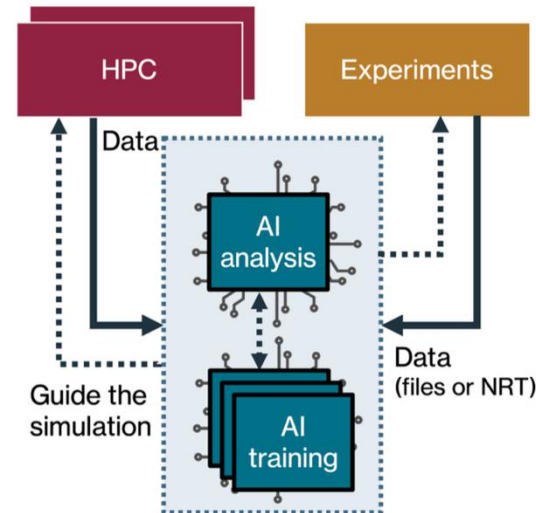 HPC
Experiments
Data
AI
analysis
Data
(files or NRT)
Guide the
simulation
AI
training